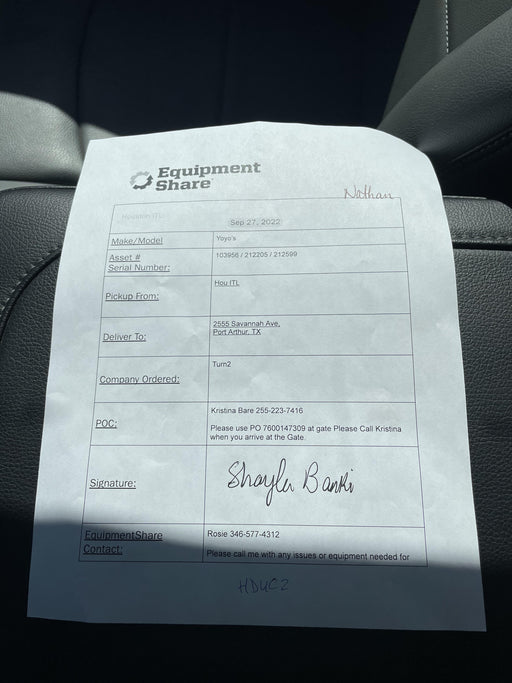 Equipment
Share
Nathan
Houston ITL
Sep 27, 2022
Make/Model
Yoyo's
Asset #
Serial Number:
103956 / 212205 / 212599
Pickup From:
Hou ITL
Deliver To:
2555 Savannah Ave,
Port Arthur, TX
Company Ordered:
Turn2
POC:
Kristina Bare 255-223-7416
Please use PO 7600147309 at gate Please Call Kristina
when you arrive at the Gate.
Signature:
Shayler
EquipmentShare
Contact:
Rosie 346-577-4312
Please call me with any issues or equipment needed for
HDUC2